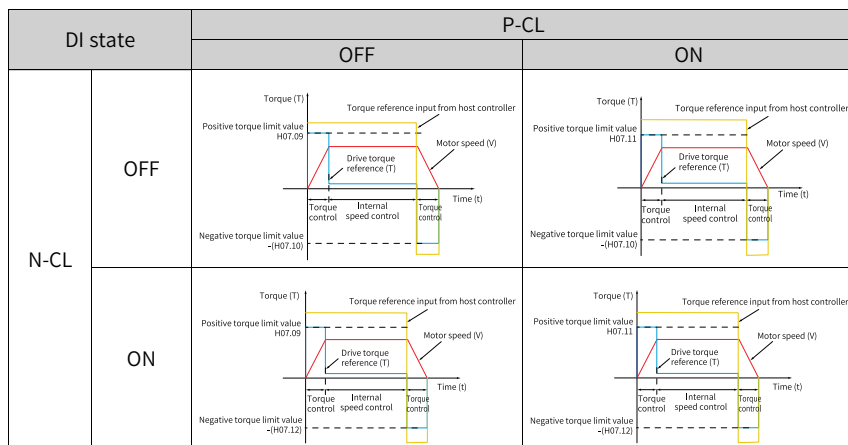 DI state
P-CL
OFF
ON
N-CL
OFF
Torque (T)
Torque reference input from host controller
Positive torque limit value
H07.09
Motor speed (V)
Drive torque
reference (T)
Time (t)
Torque
control
Internal
speed control
Torque
control
Negative torque limit value
-(H07.10)
Torque (T)
Torque reference input from host controller
Positive torque limit value
H07.11
Motor speed (V)
Drive torque
reference (T)
Time (t)
Torque
control
Internal
speed control
Torque
control
Negative torque limit value
-(H07.10)
ON
Torque (T)
Torque reference input from host controller
Positive torque limit value
H07.09
Motor speed (V)
Drive torque
reference (T)
Time (t)
Torque
control
Internal
speed control
Torque
control
Negative torque limit value
-(H07.12)
Torque (T)
Torque reference input from host controller
Positive torque limit value
H07.11
Motor speed (V)
Drive torque
reference (T)
Time (t)
Torque
control
Internal
speed control
Torque
control
Negative torque limit value
-(H07.12)